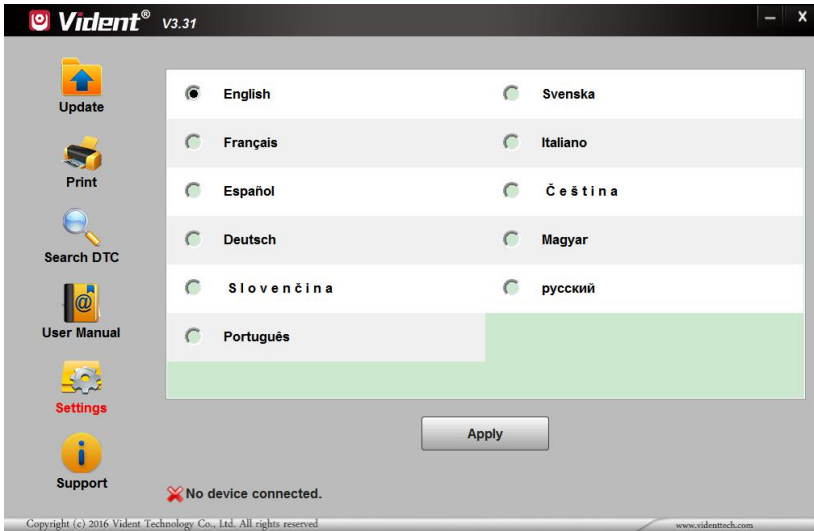 Vident® V3.31
Update
Print
Search DTC
User Manual
Settings
Support
English
Svenska
Français
Italiano
Español
Čeština
Deutsch
Magyar
Slovenčina
русский
Português
Apply
No device connected.
Copyright (c) 2016 Vident Technology Co., Ltd. All rights reserved
www.videnttech.com